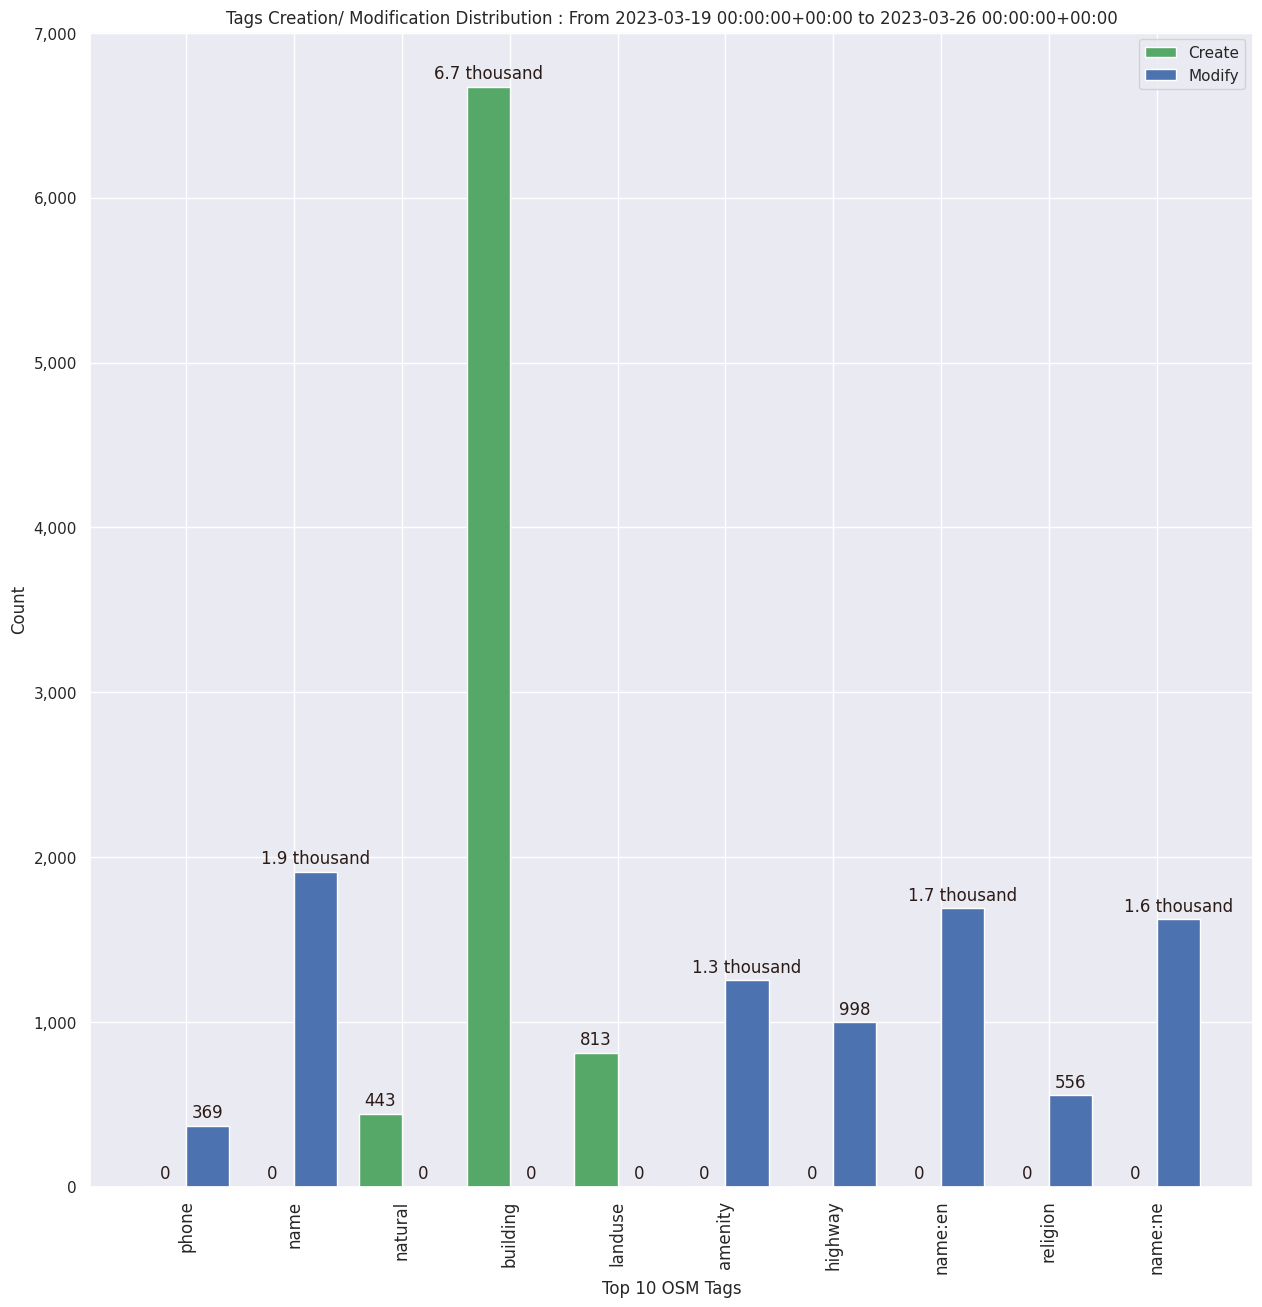 Tags Creation/ Modification Distribution : From 2023-03-19 00:00:00+00:00 to 2023-03-26 00:00:00+00:00
Create
Modify
7,000
6,000
5,000
4,000
3,000
2,000
1,000
0
Count
0
369
0
1.9 thousand
443
0
6.7 thousand
0
813
0
0
1.3 thousand
0
998
0
1.7 thousand
0
556
0
1.6 thousand
phone
name
natural
building
landuse
amenity
highway
name:en
religion
name:ne
Top 10 OSM Tags